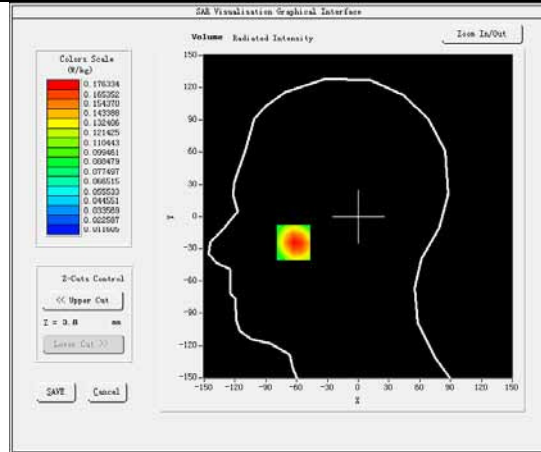 SAR Visualisation Graphical Interface
Volume Radiated Intensity
Zoom In/Out
Colors Scale
(W/kg)
0.176334
0.165352
0.154370
0.143388
0.132406
0.121425
0.110443
0.099461
0.088479
0.077497
0.066515
0.055533
0.044551
0.033569
0.022587
0.011605
150
120
90
60
30
0
-30
-60
-90
-120
-150
Y
-150 -120 -90 -60 -30 0 30 60 90 120 150
X
Z-Cuts Control
<< Upper Cut
Z = 3.8 mm
Lower Cut >>
SAVE Cancel